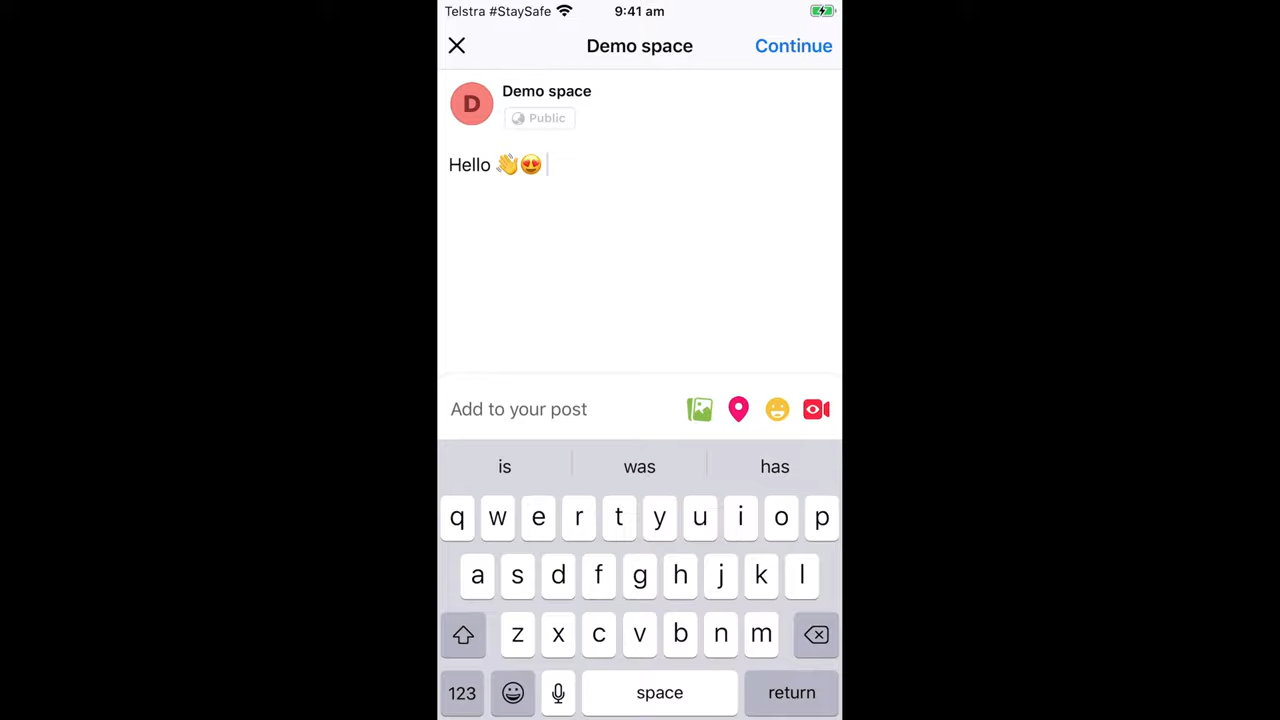 Telstra #StaySafe 9:41 am
Demo space Continue
D Demo space
Public
Hello 👋😍
Add to your post
is was has
q w e r t y u i o p
a s d f g h j k l
z x c v b n m
123 space return